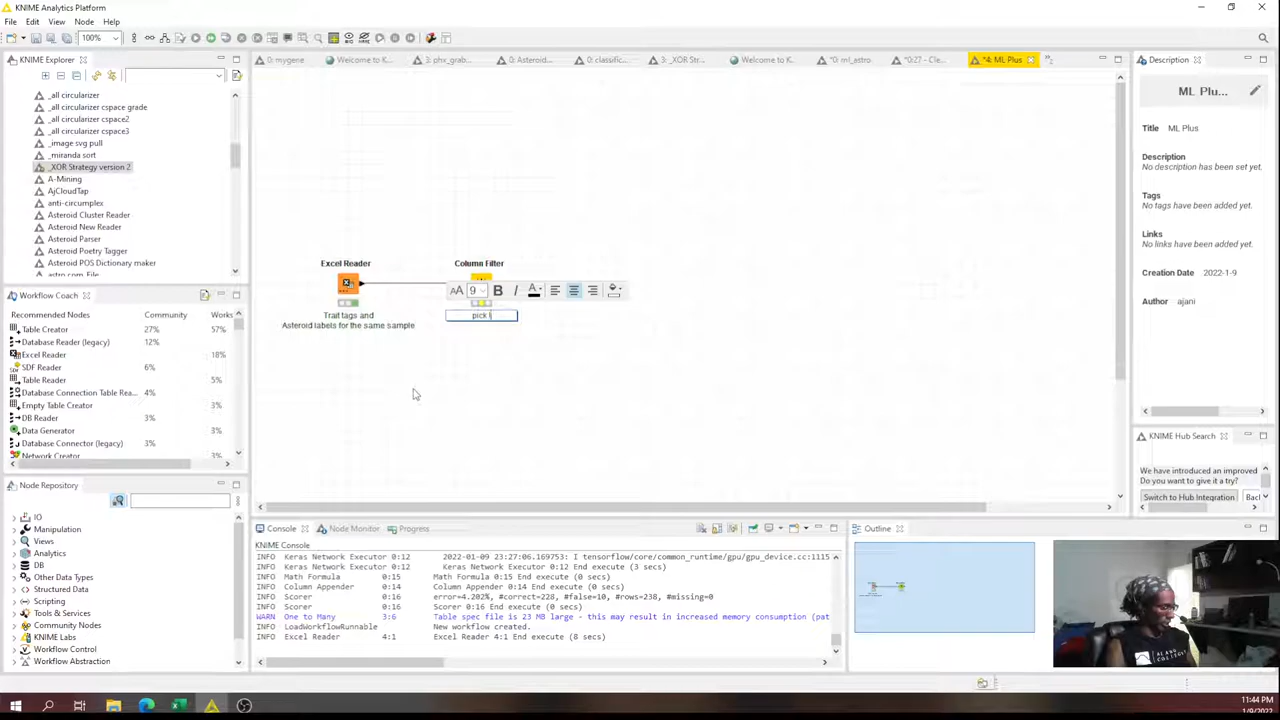 KNIME Analytics Platform
File Edit View Node Help
100%
KNIME Explorer
_all circularizer
_all circularizer cspace grade
_all circularizer cspace2
_all circularizer cspace3
_image svg pull
_miranda sort
_XOR Strategy version 2
A-Mining
AjCloudTap
anti-circumplex
Asteroid Cluster Reader
Asteroid New Reader
Asteroid Parser
Asteroid Poetry Tagger
Asteroid POS Dictionary maker
Workflow Coach
Recommended Nodes Community Works
Table Creator 27% 57%
Database Reader (legacy) 12%
Excel Reader 18%
SDF Reader 6%
Table Reader 5%
Database Connection Table Rea... 4%
Empty Table Creator 3%
DB Reader 3%
Data Generator 3%
Database Connector (legacy) 3%
Network Creator 3%
Node Repository
IO
Manipulation
Views
Analytics
DB
Other Data Types
Structured Data
Scripting
Tools & Services
Community Nodes
KNIME Labs
Workflow Control
Workflow Abstraction
0: mygene
Welcome to K...
3: phx_grab...
0: Asteroid...
0: classific...
3: _XOR Str...
Welcome to K...
*0: ml_astro
*0:27 - Cle...
*4: ML Plus
Excel Reader
Trait tags and
Asteroid labels for the same sample
Column Filter
9 B I A
pick l
Console Node Monitor Progress
KNIME Console
INFO Keras Network Executor 0:12 2022-01-09 23:27:06.169753: I tensorflow/core/common_runtime/gpu/gpu_device.cc:1115
INFO Keras Network Executor 0:12 Keras Network Executor 0:12 End execute (3 secs)
INFO Math Formula 0:15 Math Formula 0:15 End execute (0 secs)
INFO Column Appender 0:14 Column Appender 0:14 End execute (0 secs)
INFO Scorer 0:16 error=4.202%, #correct=228, #false=10, #rows=238, #missing=0
INFO Scorer 0:16 Scorer 0:16 End execute (0 secs)
WARN One to Many 3:6 Table spec file is 23 MB large - this may result in increased memory consumption (pat
INFO LoadWorkflowRunnable New workflow created.
INFO Excel Reader 4:1 Excel Reader 4:1 End execute (8 secs)
Outline
Description
ML Plu...
Title ML Plus
Description
No description has been set yet.
Tags
No tags have been added yet.
Links
No links have been added yet.
Creation Date 2022-1-9
Author ajani
KNIME Hub Search
We have introduced an improved
Do you want to give it a try?
Switch to Hub Integration
Bacl
ALAMO
COLLEGES
11:44 PM
1/9/2022